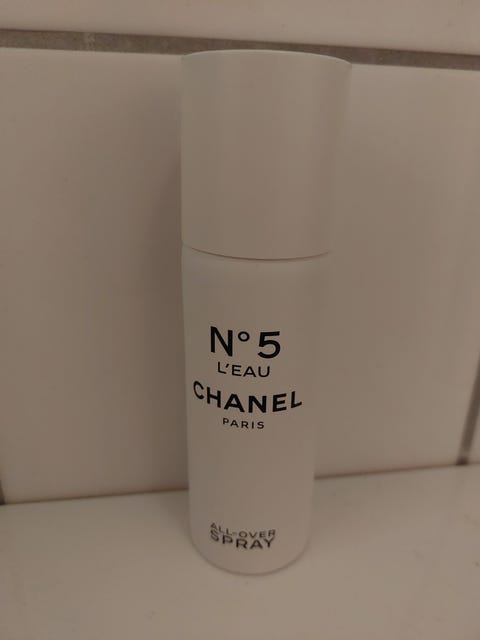 N° 5
L'EAU
CHANEL
PARIS
ALL-OVER
SPRAY